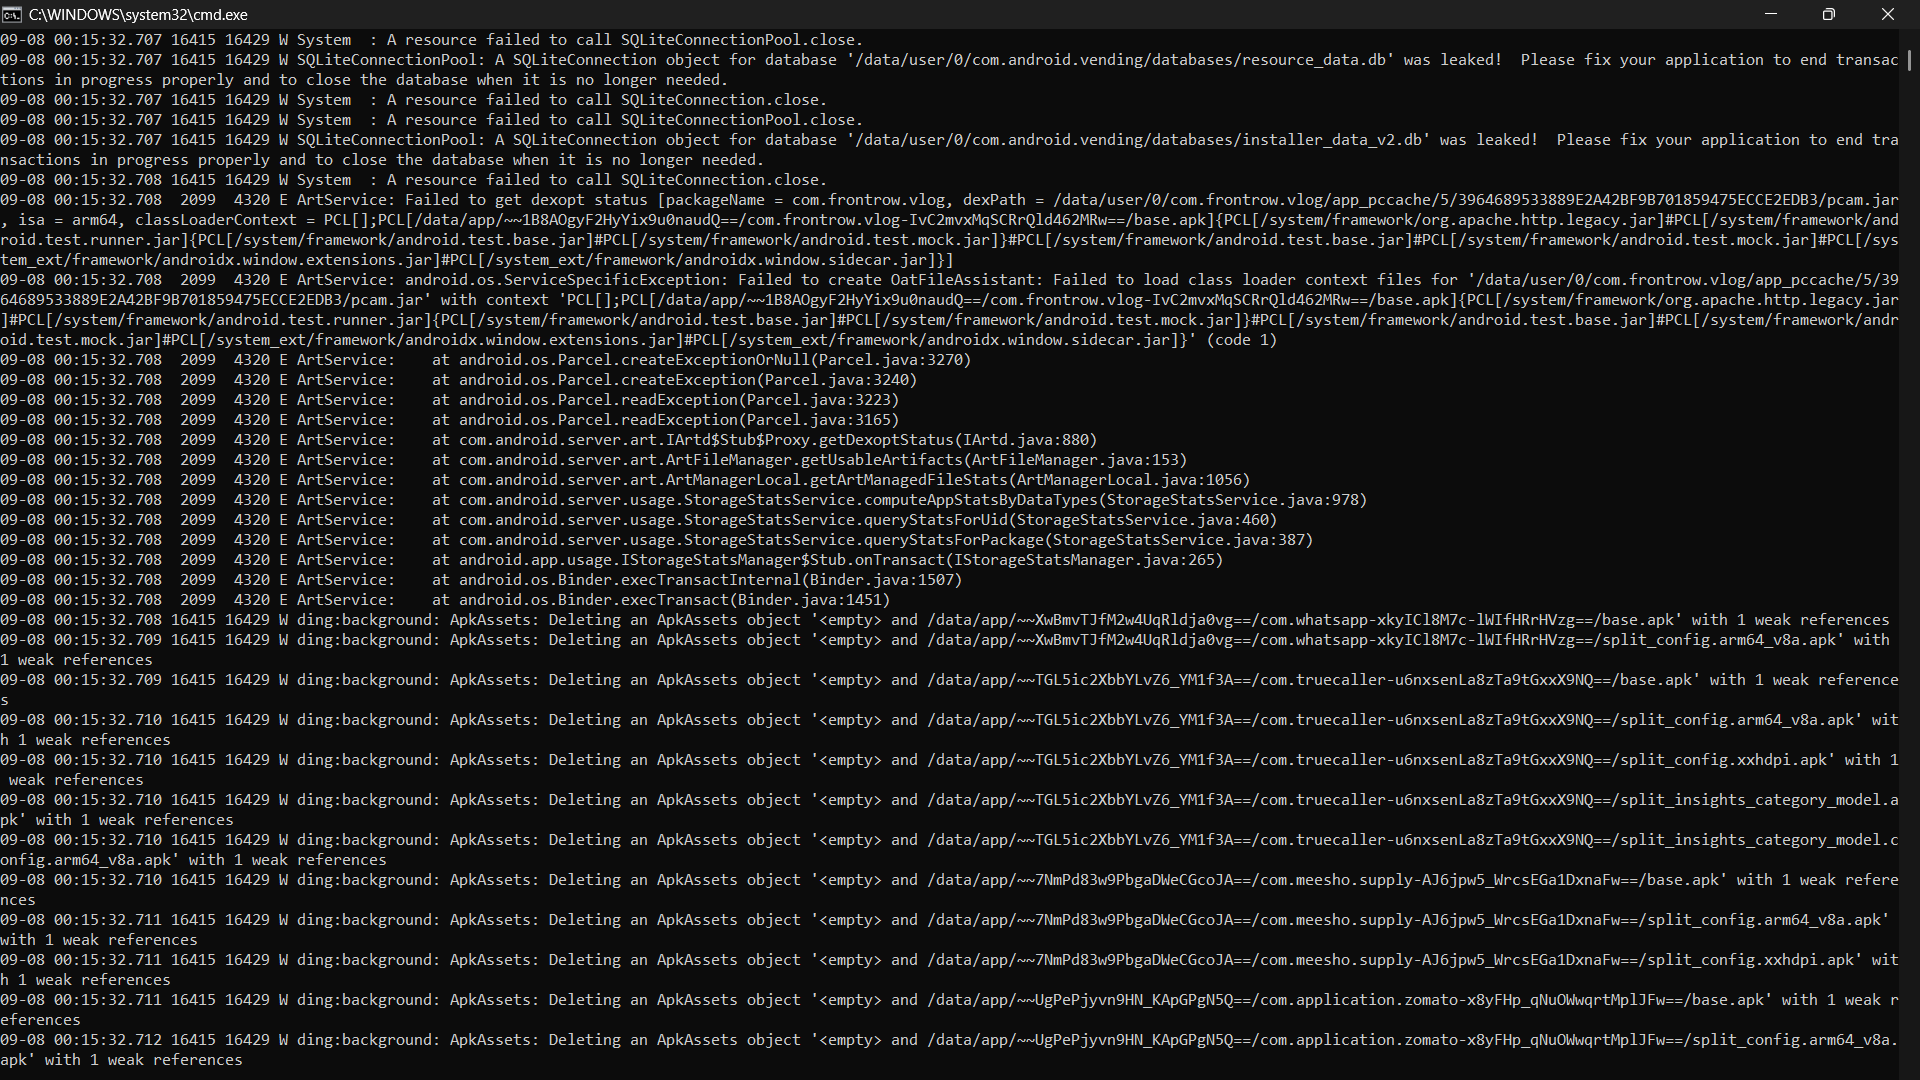 C:\WINDOWS\system32\cmd.exe
09-08 00:15:32.707 16415 16429 W System  : A resource failed to call SQLiteConnectionPool.close.
09-08 00:15:32.707 16415 16429 W SQLiteConnectionPool: A SQLiteConnection object for database '/data/user/0/com.android.vending/databases/resource_data.db' was leaked!  Please fix your application to end transac
tions in progress properly and to close the database when it is no longer needed.
09-08 00:15:32.707 16415 16429 W System  : A resource failed to call SQLiteConnection.close.
09-08 00:15:32.707 16415 16429 W System  : A resource failed to call SQLiteConnectionPool.close.
09-08 00:15:32.707 16415 16429 W SQLiteConnectionPool: A SQLiteConnection object for database '/data/user/0/com.android.vending/databases/installer_data_v2.db' was leaked!  Please fix your application to end tra
nsactions in progress properly and to close the database when it is no longer needed.
09-08 00:15:32.708 16415 16429 W System  : A resource failed to call SQLiteConnection.close.
09-08 00:15:32.708  2099  4320 E ArtService: Failed to get dexopt status [packageName = com.frontrow.vlog, dexPath = /data/user/0/com.frontrow.vlog/app_pccache/5/3964689533889E2A42BF9B701859475ECCE2EDB3/pcam.jar
, isa = arm64, classLoaderContext = PCL[];PCL[/data/app/~~1B8AOgyF2HyYix9u0naudQ==/com.frontrow.vlog-IvC2mvxMqSCRrQld462MRw==/base.apk]{PCL[/system/framework/org.apache.http.legacy.jar]#PCL[/system/framework/and
roid.test.runner.jar]{PCL[/system/framework/android.test.base.jar]#PCL[/system/framework/android.test.mock.jar]}#PCL[/system/framework/android.test.base.jar]#PCL[/system/framework/android.test.mock.jar]#PCL[/sys
tem_ext/framework/androidx.window.extensions.jar]#PCL[/system_ext/framework/androidx.window.sidecar.jar]}]
09-08 00:15:32.708  2099  4320 E ArtService: android.os.ServiceSpecificException: Failed to create OatFileAssistant: Failed to load class loader context files for '/data/user/0/com.frontrow.vlog/app_pccache/5/39
64689533889E2A42BF9B701859475ECCE2EDB3/pcam.jar' with context 'PCL[];PCL[/data/app/~~1B8AOgyF2HyYix9u0naudQ==/com.frontrow.vlog-IvC2mvxMqSCRrQld462MRw==/base.apk]{PCL[/system/framework/org.apache.http.legacy.jar
]#PCL[/system/framework/android.test.runner.jar]{PCL[/system/framework/android.test.base.jar]#PCL[/system/framework/android.test.mock.jar]}#PCL[/system/framework/android.test.base.jar]#PCL[/system/framework/andr
oid.test.mock.jar]#PCL[/system_ext/framework/androidx.window.extensions.jar]#PCL[/system_ext/framework/androidx.window.sidecar.jar]}' (code 1)
09-08 00:15:32.708  2099  4320 E ArtService:    at android.os.Parcel.createExceptionOrNull(Parcel.java:3270)
09-08 00:15:32.708  2099  4320 E ArtService:    at android.os.Parcel.createException(Parcel.java:3240)
09-08 00:15:32.708  2099  4320 E ArtService:    at android.os.Parcel.readException(Parcel.java:3223)
09-08 00:15:32.708  2099  4320 E ArtService:    at android.os.Parcel.readException(Parcel.java:3165)
09-08 00:15:32.708  2099  4320 E ArtService:    at com.android.server.art.IArtd$Stub$Proxy.getDexoptStatus(IArtd.java:880)
09-08 00:15:32.708  2099  4320 E ArtService:    at com.android.server.art.ArtFileManager.getUsableArtifacts(ArtFileManager.java:153)
09-08 00:15:32.708  2099  4320 E ArtService:    at com.android.server.art.ArtManagerLocal.getArtManagedFileStats(ArtManagerLocal.java:1056)
09-08 00:15:32.708  2099  4320 E ArtService:    at com.android.server.usage.StorageStatsService.computeAppStatsByDataTypes(StorageStatsService.java:978)
09-08 00:15:32.708  2099  4320 E ArtService:    at com.android.server.usage.StorageStatsService.queryStatsForUid(StorageStatsService.java:460)
09-08 00:15:32.708  2099  4320 E ArtService:    at com.android.server.usage.StorageStatsService.queryStatsForPackage(StorageStatsService.java:387)
09-08 00:15:32.708  2099  4320 E ArtService:    at android.app.usage.IStorageStatsManager$Stub.onTransact(IStorageStatsManager.java:265)
09-08 00:15:32.708  2099  4320 E ArtService:    at android.os.Binder.execTransactInternal(Binder.java:1507)
09-08 00:15:32.708  2099  4320 E ArtService:    at android.os.Binder.execTransact(Binder.java:1451)
09-08 00:15:32.708 16415 16429 W ding:background: ApkAssets: Deleting an ApkAssets object '<empty> and /data/app/~~XwBmvTJfM2w4UqRldja0vg==/com.whatsapp-xkyICl8M7c-lWIfHRrHVzg==/base.apk' with 1 weak references
09-08 00:15:32.709 16415 16429 W ding:background: ApkAssets: Deleting an ApkAssets object '<empty> and /data/app/~~XwBmvTJfM2w4UqRldja0vg==/com.whatsapp-xkyICl8M7c-lWIfHRrHVzg==/split_config.arm64_v8a.apk' with
1 weak references
09-08 00:15:32.709 16415 16429 W ding:background: ApkAssets: Deleting an ApkAssets object '<empty> and /data/app/~~TGL5ic2XbbYLvZ6_YM1f3A==/com.truecaller-u6nxsenLa8zTa9tGxxX9NQ==/base.apk' with 1 weak reference
s
09-08 00:15:32.710 16415 16429 W ding:background: ApkAssets: Deleting an ApkAssets object '<empty> and /data/app/~~TGL5ic2XbbYLvZ6_YM1f3A==/com.truecaller-u6nxsenLa8zTa9tGxxX9NQ==/split_config.arm64_v8a.apk' wit
h 1 weak references
09-08 00:15:32.710 16415 16429 W ding:background: ApkAssets: Deleting an ApkAssets object '<empty> and /data/app/~~TGL5ic2XbbYLvZ6_YM1f3A==/com.truecaller-u6nxsenLa8zTa9tGxxX9NQ==/split_config.xxhdpi.apk' with 1
 weak references
09-08 00:15:32.710 16415 16429 W ding:background: ApkAssets: Deleting an ApkAssets object '<empty> and /data/app/~~TGL5ic2XbbYLvZ6_YM1f3A==/com.truecaller-u6nxsenLa8zTa9tGxxX9NQ==/split_insights_category_model.a
pk' with 1 weak references
09-08 00:15:32.710 16415 16429 W ding:background: ApkAssets: Deleting an ApkAssets object '<empty> and /data/app/~~TGL5ic2XbbYLvZ6_YM1f3A==/com.truecaller-u6nxsenLa8zTa9tGxxX9NQ==/split_insights_category_model.c
onfig.arm64_v8a.apk' with 1 weak references
09-08 00:15:32.710 16415 16429 W ding:background: ApkAssets: Deleting an ApkAssets object '<empty> and /data/app/~~7NmPd83w9PbgaDWeCGcoJA==/com.meesho.supply-AJ6jpw5_WrcsEGa1DxnaFw==/base.apk' with 1 weak refere
nces
09-08 00:15:32.711 16415 16429 W ding:background: ApkAssets: Deleting an ApkAssets object '<empty> and /data/app/~~7NmPd83w9PbgaDWeCGcoJA==/com.meesho.supply-AJ6jpw5_WrcsEGa1DxnaFw==/split_config.arm64_v8a.apk'
with 1 weak references
09-08 00:15:32.711 16415 16429 W ding:background: ApkAssets: Deleting an ApkAssets object '<empty> and /data/app/~~7NmPd83w9PbgaDWeCGcoJA==/com.meesho.supply-AJ6jpw5_WrcsEGa1DxnaFw==/split_config.xxhdpi.apk' wit
h 1 weak references
09-08 00:15:32.711 16415 16429 W ding:background: ApkAssets: Deleting an ApkAssets object '<empty> and /data/app/~~UgPePjyvn9HN_KApGPgN5Q==/com.application.zomato-x8yFHp_qNuOWwqrtMplJFw==/base.apk' with 1 weak r
eferences
09-08 00:15:32.712 16415 16429 W ding:background: ApkAssets: Deleting an ApkAssets object '<empty> and /data/app/~~UgPePjyvn9HN_KApGPgN5Q==/com.application.zomato-x8yFHp_qNuOWwqrtMplJFw==/split_config.arm64_v8a.
apk' with 1 weak references